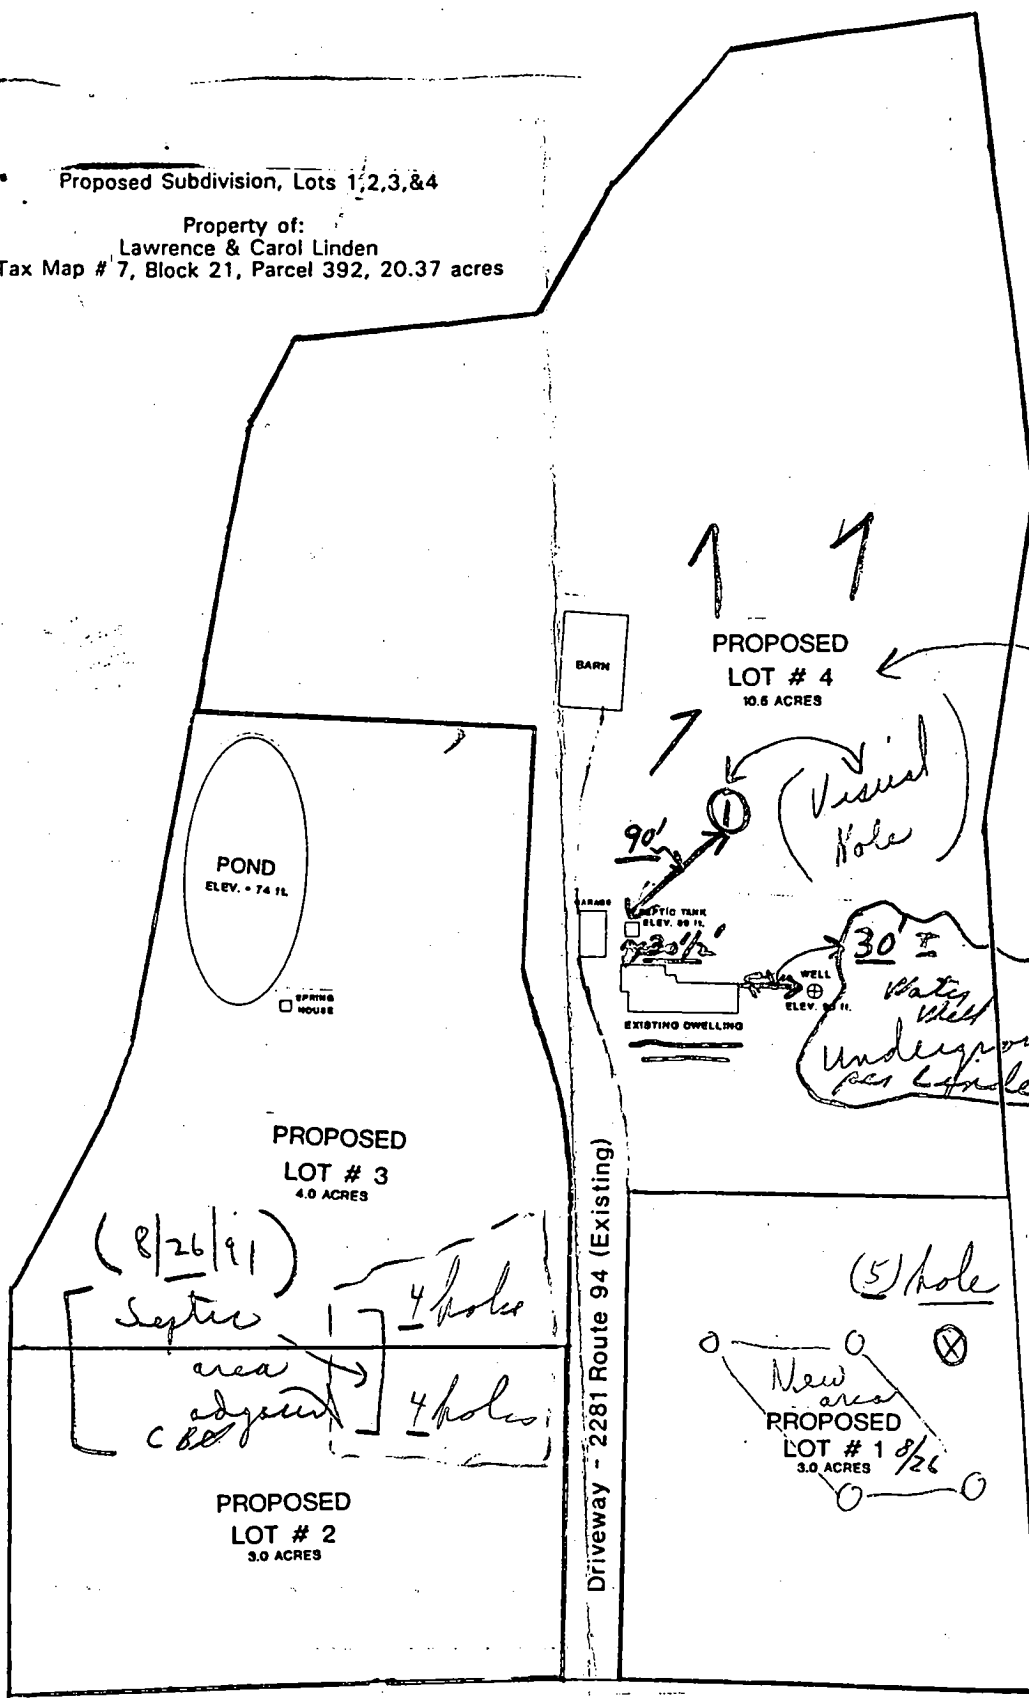 Proposed Subdivision, Lots 1,2,3,&4
Property of:
Lawrence & Carol Linden
Tax Map # 7, Block 21, Parcel 392, 20.37 acres
BARN
PROPOSED
LOT # 4
10.5 ACRES
1
Visual
Hole
90'
POND
ELEV. = 74 ft.
SPRING
HOUSE
GARAGE
SEPTIC TANK
30'
WELL
EXISTING DWELLING
30' ±
Water
Well
per
PROPOSED
LOT # 3
4.0 ACRES
(8/26/91)
Septic
area
4 holes
4 holes
PROPOSED
LOT # 2
3.0 ACRES
Driveway - 2281 Route 94 (Existing)
(5) hole
New
area
PROPOSED
LOT # 1 8/26
3.0 ACRES